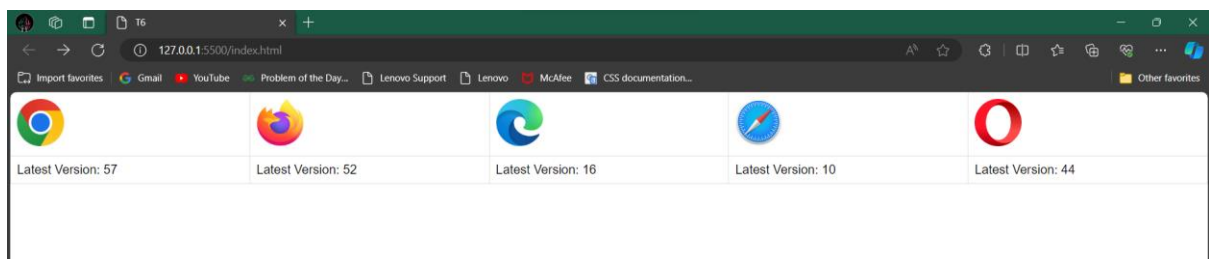 T6
127.0.0.1:5500/index.html
Import favorites Gmail YouTube Problem of the Day... Lenovo Support Lenovo McAfee CSS documentation... Other favorites
Latest Version: 57 Latest Version: 52 Latest Version: 16 Latest Version: 10 Latest Version: 44